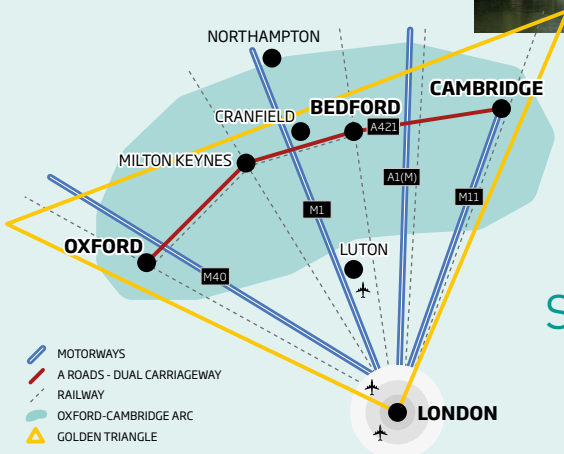 NORTHAMPTON
CAMBRIDGE
BEDFORD
CRANFIELD
A421
MILTON KEYNES
A1(M)
M11
M1
OXFORD
LUTON
M40
S
MOTORWAYS
A ROADS - DUAL CARRIAGEWAY
RAILWAY
OXFORD-CAMBRIDGE ARC
GOLDEN TRIANGLE
LONDON